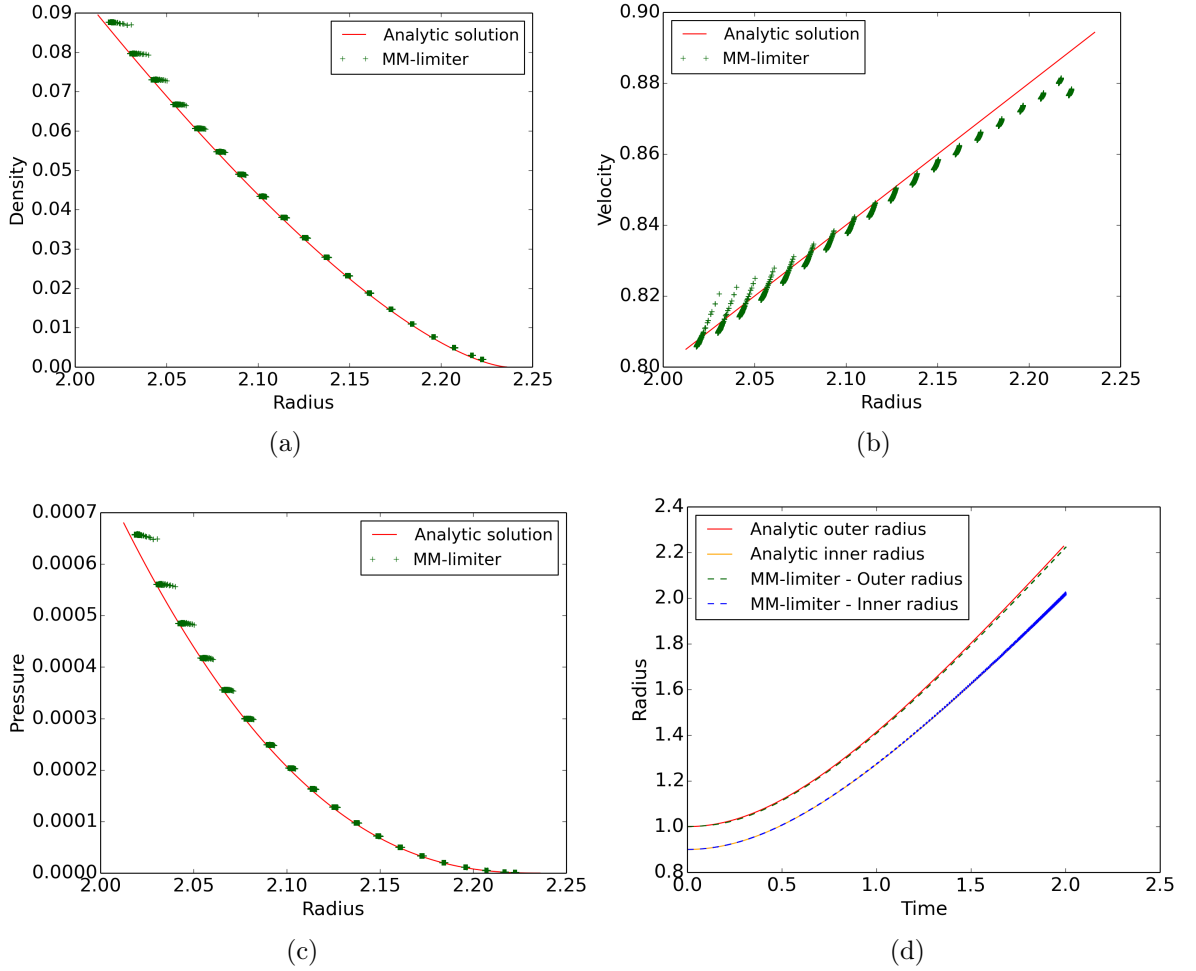 0.09
0.08
0.07
0.06
0.05
0.04
0.03
0.02
0.01
0.00
Density
2.00 2.05 2.10 2.15 2.20 2.25
Radius
Analytic solution
MM-limiter
(a)
0.90
0.88
0.86
0.84
0.82
0.80
Velocity
2.00 2.05 2.10 2.15 2.20 2.25
Radius
Analytic solution
MM-limiter
(b)
0.0007
0.0006
0.0005
0.0004
0.0003
0.0002
0.0001
0.0000
Pressure
2.00 2.05 2.10 2.15 2.20 2.25
Radius
Analytic solution
MM-limiter
(c)
2.4
2.2
2.0
1.8
1.6
1.4
1.2
1.0
0.8
Radius
0.0 0.5 1.0 1.5 2.0 2.5
Time
Analytic outer radius
Analytic inner radius
MM-limiter - Outer radius
MM-limiter - Inner radius
(d)